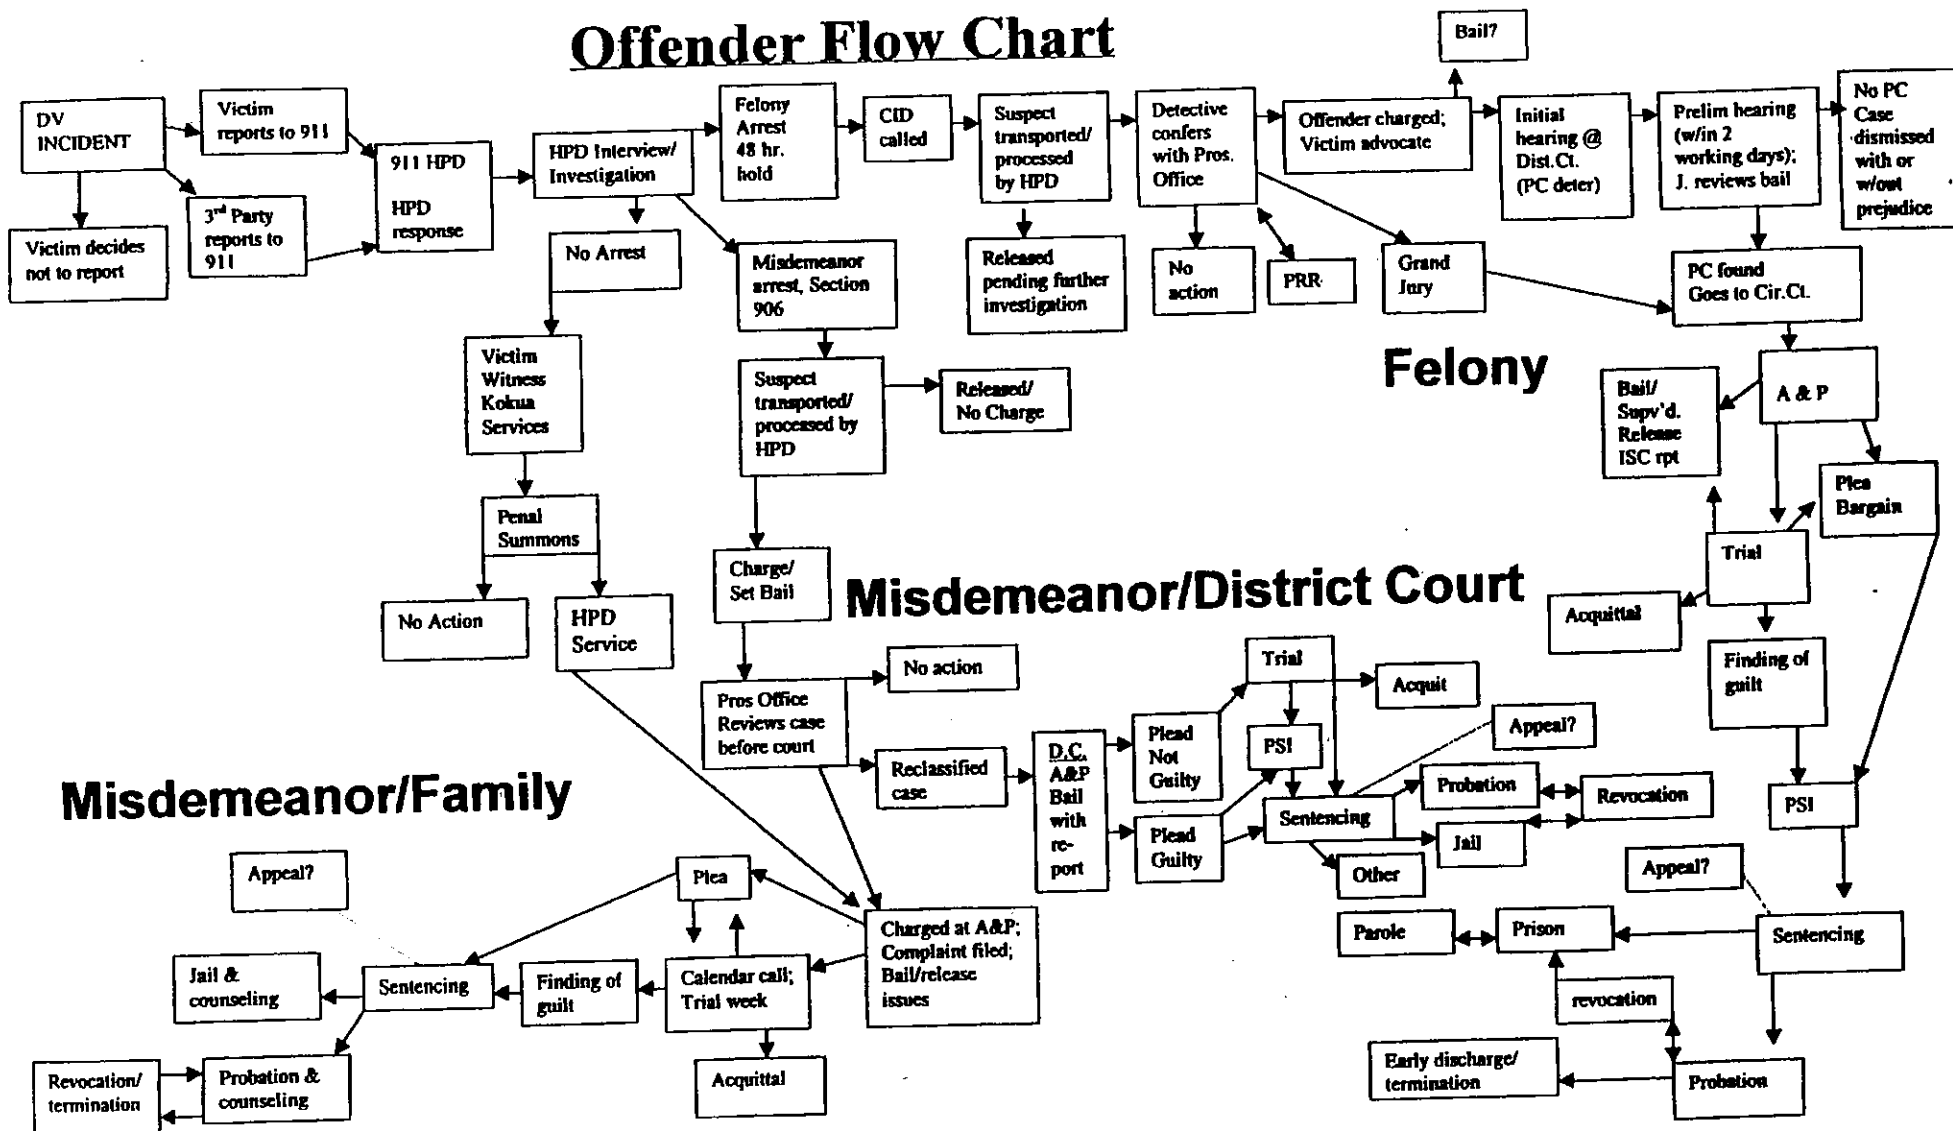 Offender Flow Chart
Bail?
DV
INCIDENT
Victim
reports to 911
Victim decides
not to report
3rd Party
reports to
911
911 HPD
HPD
response
HPD Interview/
Investigation
No Arrest
Felony
Arrest
48 hr.
hold
CID
called
Suspect
transported/
processed
by HPD
Detective
confers
with Pros.
Office
Offender charged;
Victim advocate
Initial
hearing @
Dist.Ct.
(PC deter)
Prelim hearing
(w/in 2
working days);
J. reviews bail
No PC
Case
dismissed
with or
w/out
prejudice
Misdemeanor
arrest, Section
906
Released
pending further
investigation
No
action
PRR
Grand
Jury
PC found
Goes to Cir.Ct.
Felony
Victim
Witness
Kokua
Services
Suspect
transported/
processed by
HPD
Released/
No Charge
Bail/
Supv'd.
Release
ISC rpt
A & P
Plea
Bargain
Penal
Summons
Trial
No Action
HPD
Service
Charge/
Set Bail
Misdemeanor/District Court
Acquittal
Finding of
guilt
Pros Office
Reviews case
before court
No action
Reclassified
case
D.C.
A&P
Bail
with
re-
port
Plead
Not
Guilty
Plead
Guilty
Trial
Acquit
PSI
Appeal?
Sentencing
Probation
Revocation
Jail
Other
PSI
Misdemeanor/Family
Appeal?
Plea
Charged at A&P;
Complaint filed;
Bail/release
issues
Jail &
counseling
Sentencing
Finding of
guilt
Calendar call;
Trial week
Acquittal
Revocation/
termination
Probation &
counseling
Appeal?
Parole
Prison
Sentencing
revocation
Early discharge/
termination
Probation